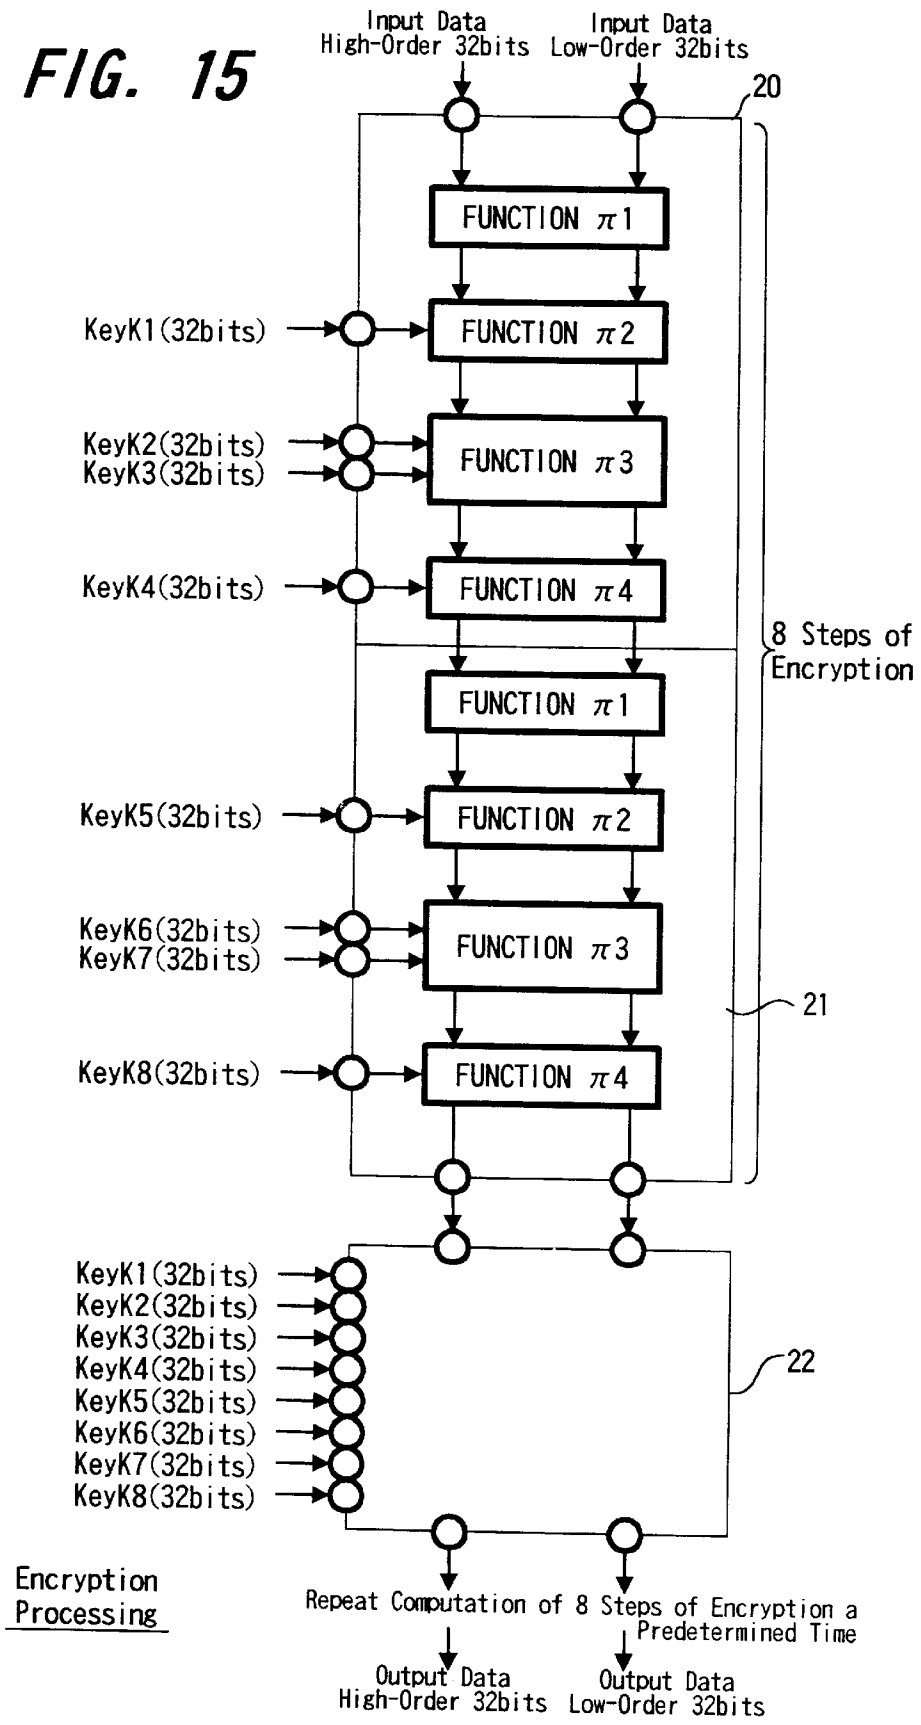 FIG. 15
Input Data
High-Order 32bits
Input Data
Low-Order 32bits
20
FUNCTION π1
KeyK1(32bits)
FUNCTION π2
KeyK2(32bits)
KeyK3(32bits)
FUNCTION π3
KeyK4(32bits)
FUNCTION π4
8 Steps of
Encryption
FUNCTION π1
KeyK5(32bits)
FUNCTION π2
KeyK6(32bits)
KeyK7(32bits)
FUNCTION π3
21
KeyK8(32bits)
FUNCTION π4
KeyK1(32bits)
KeyK2(32bits)
KeyK3(32bits)
KeyK4(32bits)
KeyK5(32bits)
KeyK6(32bits)
KeyK7(32bits)
KeyK8(32bits)
22
Encryption
Processing
Repeat Computation of 8 Steps of Encryption a
Predetermined Time
Output Data
High-Order 32bits
Output Data
Low-Order 32bits